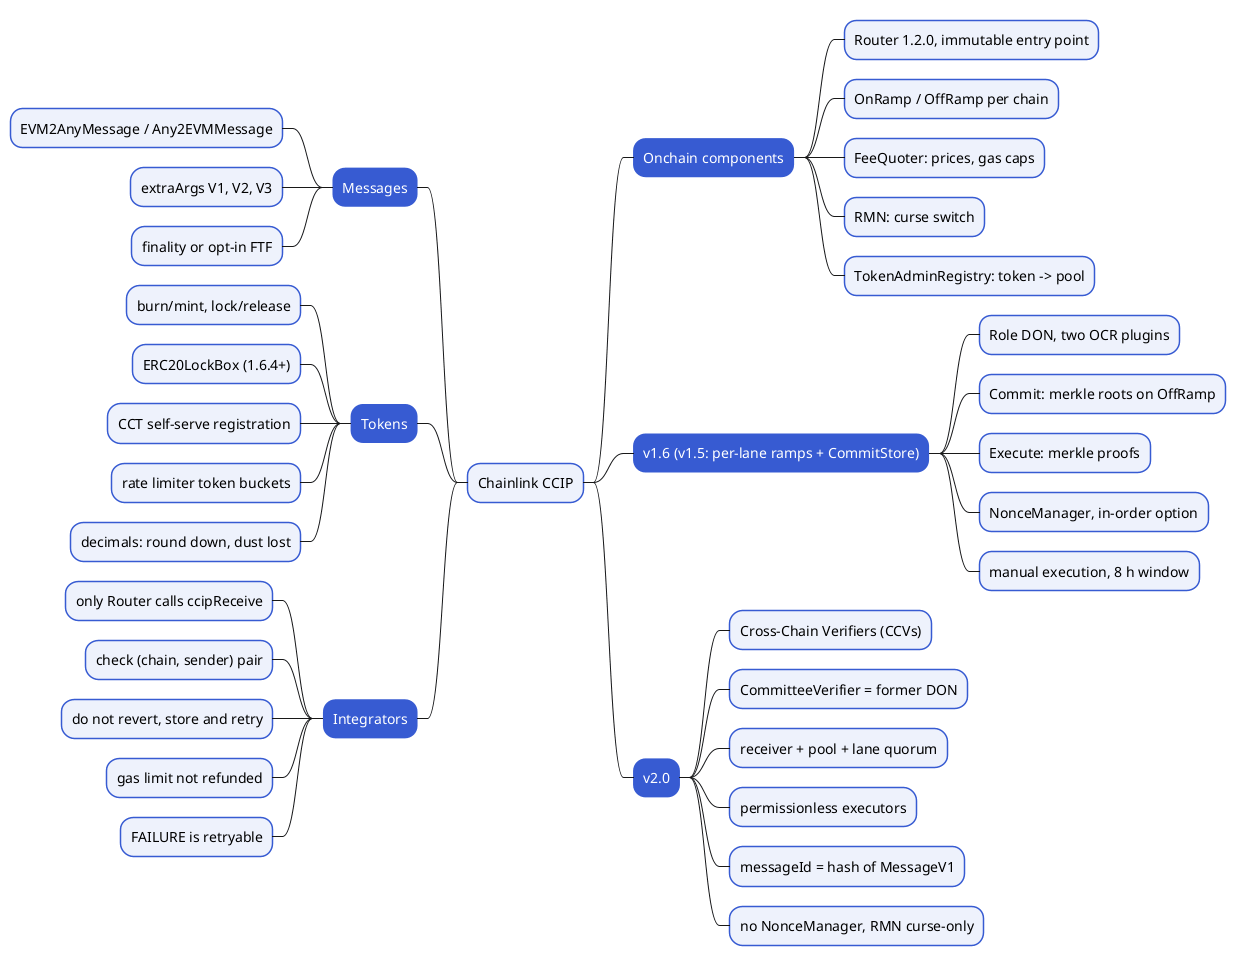 Chainlink CCIP
Onchain components
Router 1.2.0, immutable entry point
OnRamp / OffRamp per chain
FeeQuoter: prices, gas caps
RMN: curse switch
TokenAdminRegistry: token -> pool
v1.6 (v1.5: per-lane ramps + CommitStore)
Role DON, two OCR plugins
Commit: merkle roots on OffRamp
Execute: merkle proofs
NonceManager, in-order option
manual execution, 8 h window
v2.0
Cross-Chain Verifiers (CCVs)
CommitteeVerifier = former DON
receiver + pool + lane quorum
permissionless executors
messageId = hash of MessageV1
no NonceManager, RMN curse-only
Messages
EVM2AnyMessage / Any2EVMMessage
extraArgs V1, V2, V3
finality or opt-in FTF
Tokens
burn/mint, lock/release
ERC20LockBox (1.6.4+)
CCT self-serve registration
rate limiter token buckets
decimals: round down, dust lost
Integrators
only Router calls ccipReceive
check (chain, sender) pair
do not revert, store and retry
gas limit not refunded
FAILURE is retryable